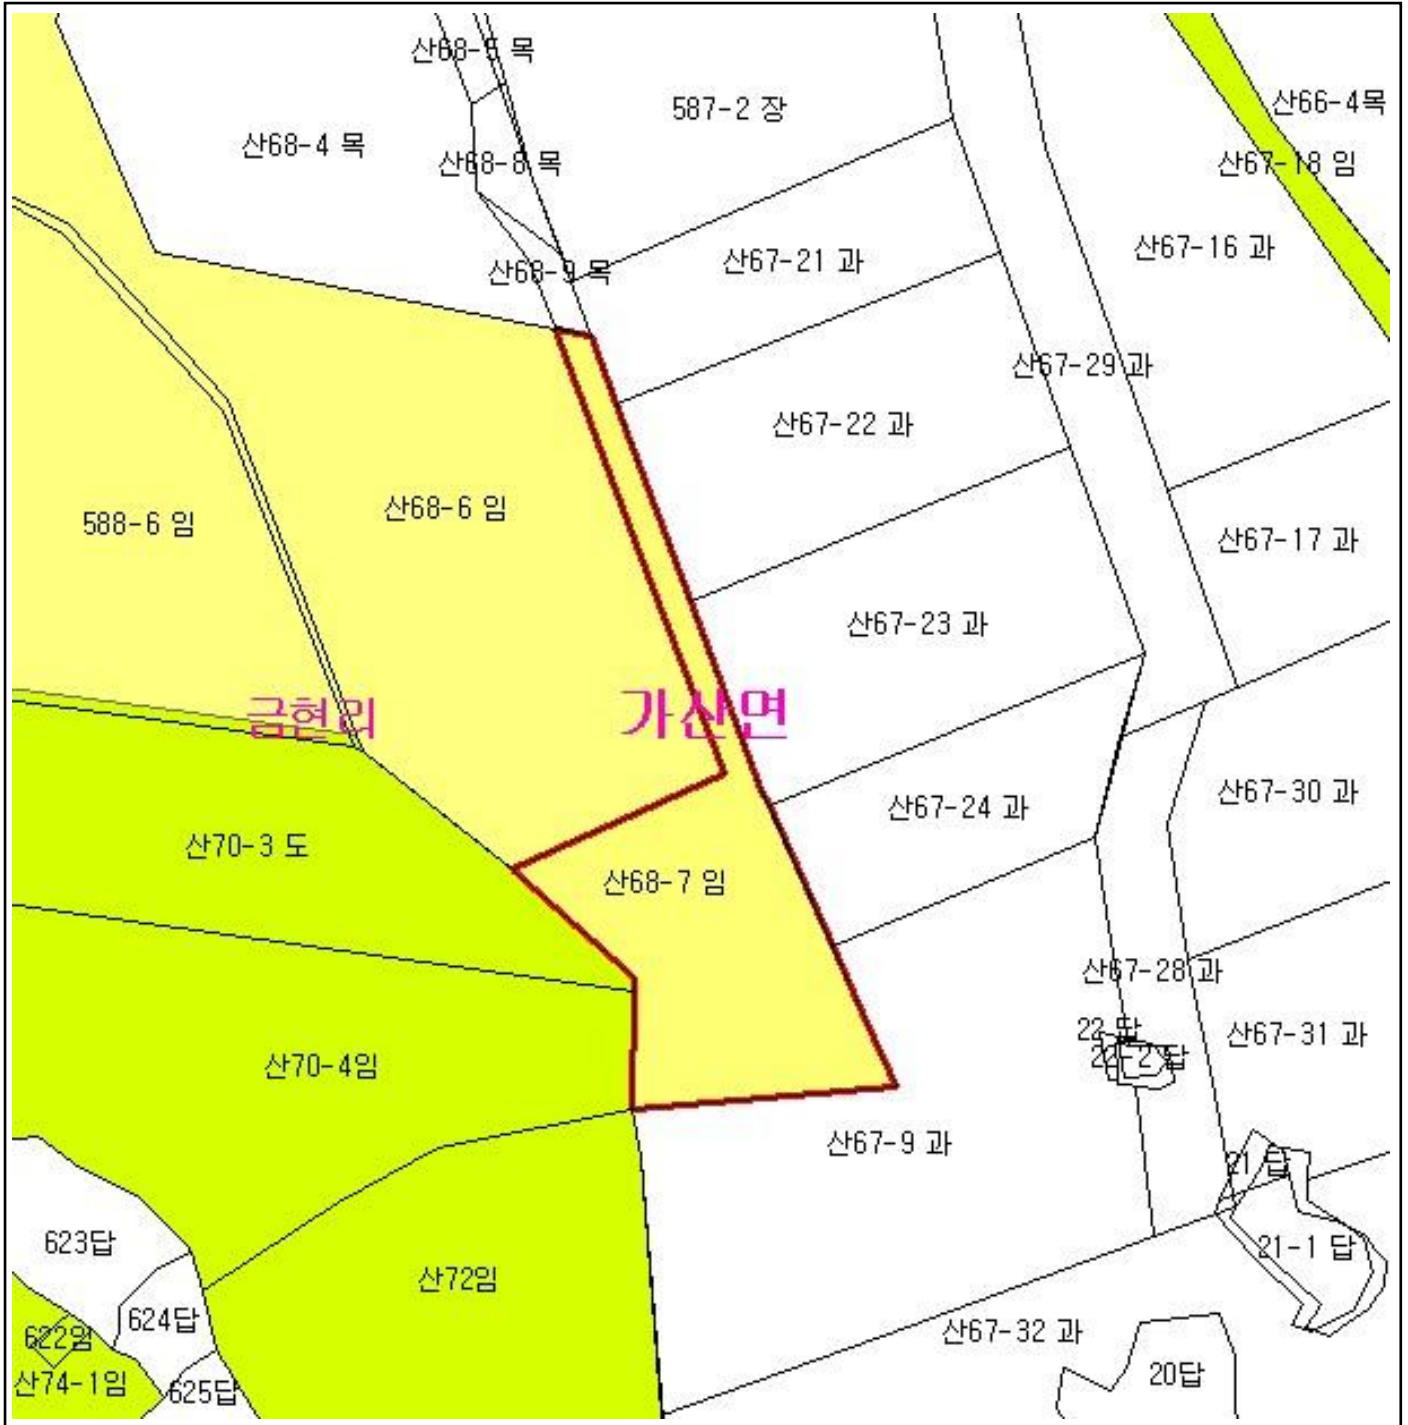 산68-5 목
587-2 장
산66-4목
산68-4 목
산68-8 목
산67-18 임
산67-16 과
산67-21 과
산68-9 목
산67-29 과
산67-22 과
산68-6 임
588-6 임
산67-17 과
산67-23 과
금현리
가산면
산67-30 과
산67-24 과
산70-3 도
산68-7 임
산67-28 과
22 답
22-2 답
산67-31 과
산70-4임
산67-9 과
21 답
623답
21-1 답
산72임
624답
산67-32 과
622임
20답
산74-1임
625답